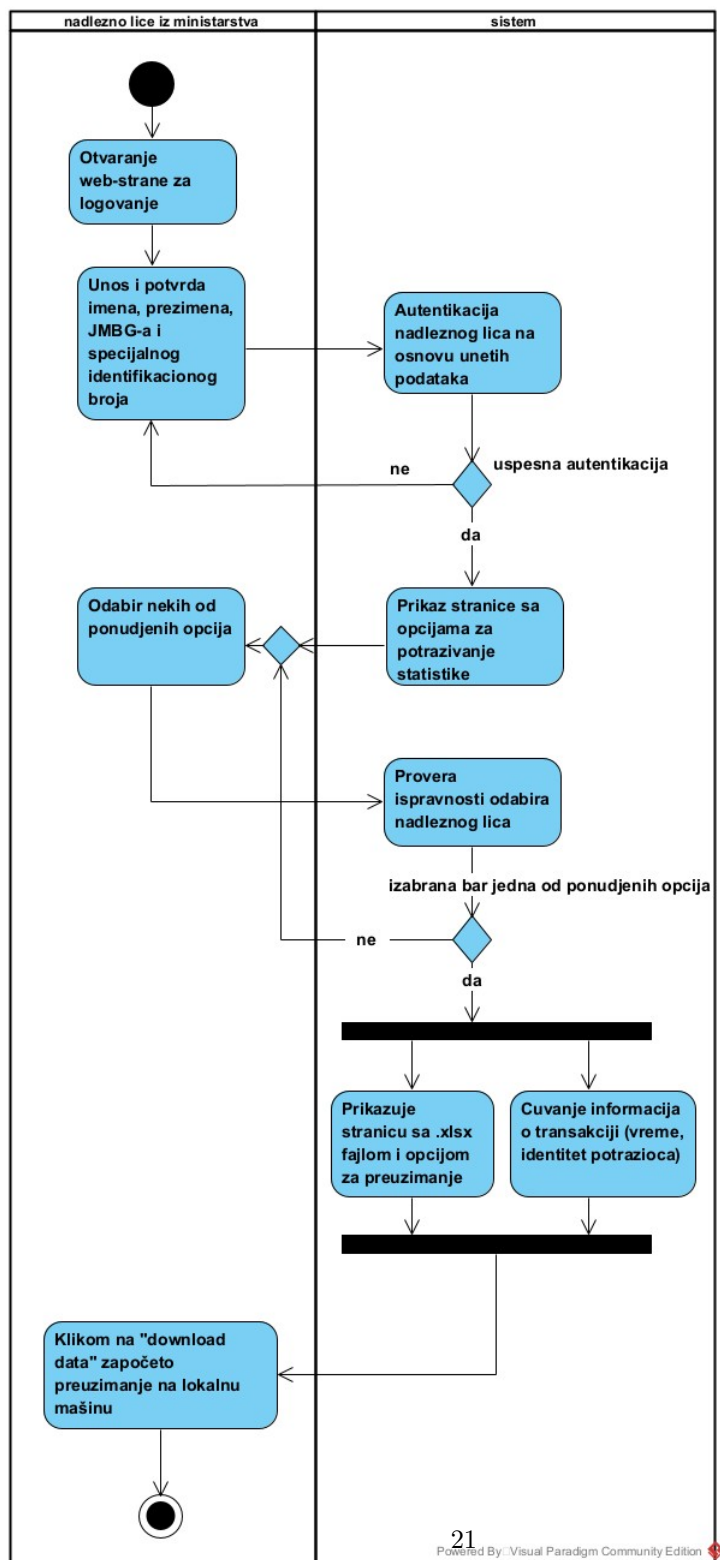 nadlezno lice iz ministarstva
sistem
Otvaranje
web-strane za
logovanje
Unos i potvrda
imena, prezimena,
JMBG-a i
specijalnog
identifikacionog
broja
Autentikacija
nadleznog lica na
osnovu unetih
podataka
ne
uspesna autentikacija
da
Odabir nekih od
ponudjenih opcija
Prikaz stranice sa
opcijama za
potrazivanje
statistike
Provera
ispravnosti odabira
nadleznog lica
izabrana bar jedna od ponudjenih opcija
ne
da
Prikazuje
stranicu sa .xlsx
fajlom i opcijom
za preuzimanje
Cuvanje informacija
o transakciji (vreme,
identitet potrazioca)
Klikom na "download
data" započeto
preuzimanje na lokalnu
mašinu
21
Powered By Visual Paradigm Community Edition